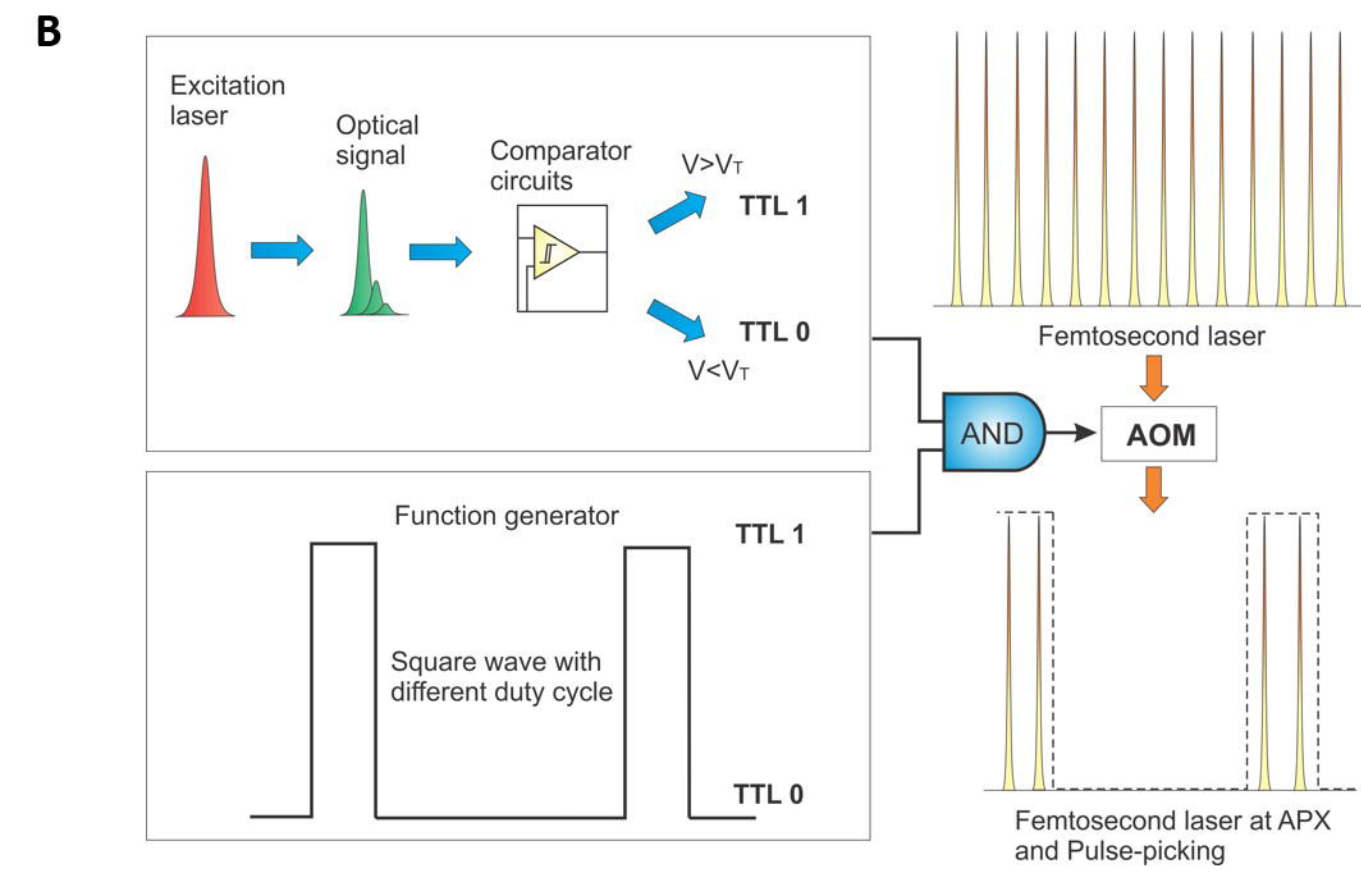 B
Excitation
laser
Optical
signal
Comparator
circuits
V>VT
TTL 1
TTL 0
V<VT
Femtosecond laser
AND
AOM
Function generator
TTL 1
Square wave with
different duty cycle
TTL 0
Femtosecond laser at APX
and Pulse-picking